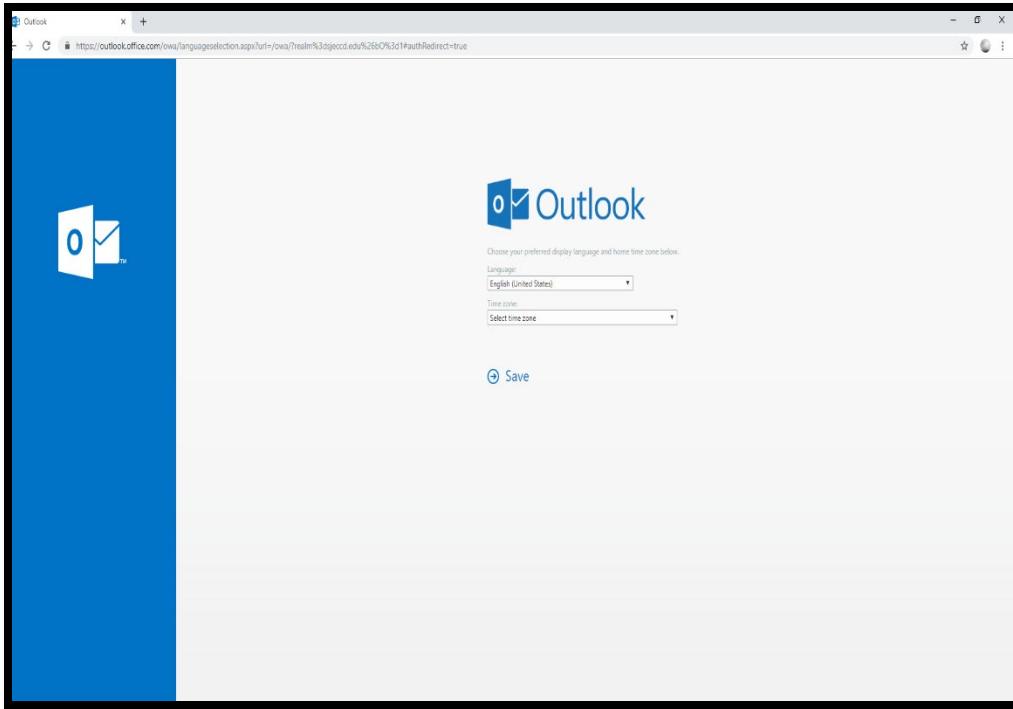 Outlook
https://outlook.office.com/owa/languageselection.aspx?url=/owa/?realm%3dsjeccd.edu%26bO%3d1#authRedirect=true
O
TM
O Outlook
Choose your preferred display language and home time zone below.
Language:
English (United States)
Time zone:
Select time zone
Save